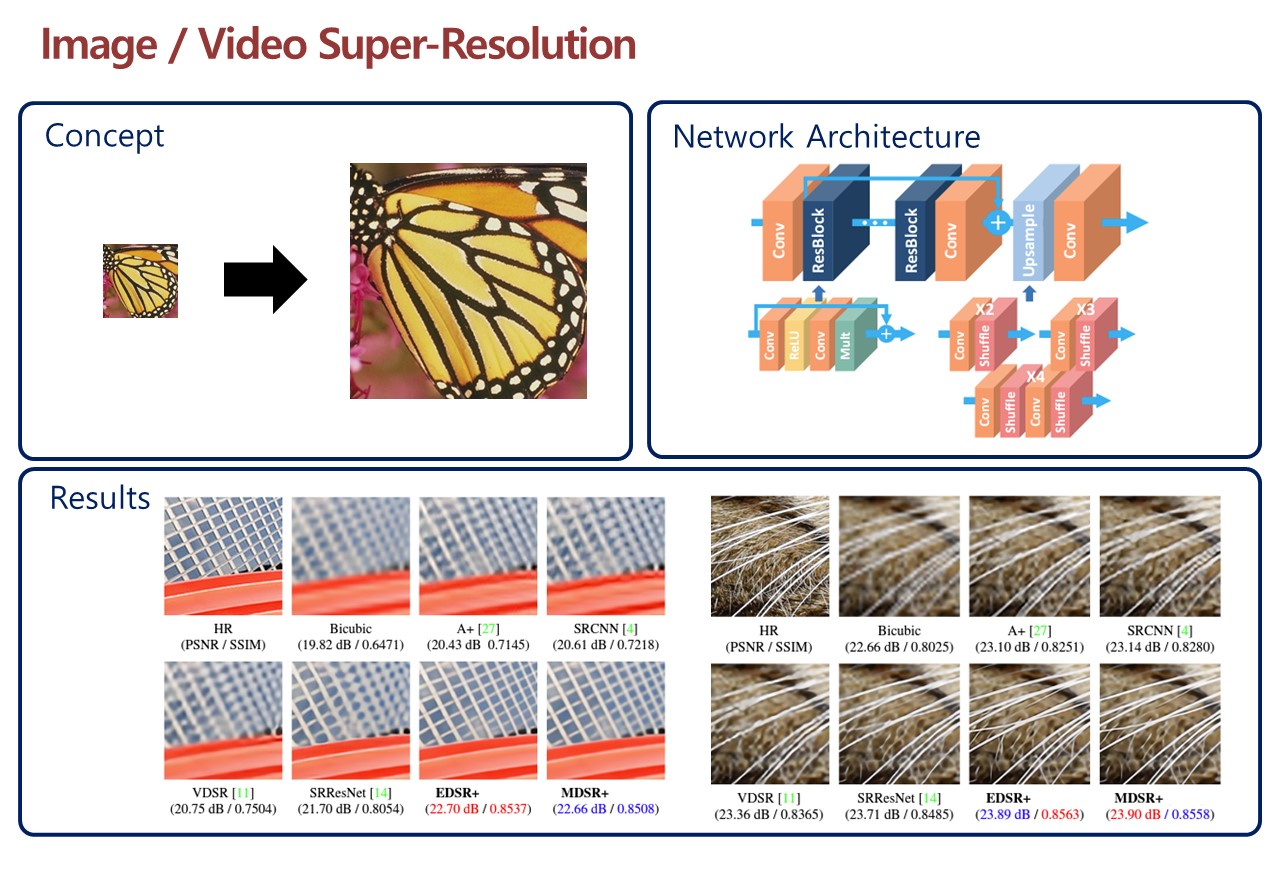 Image / Video Super-Resolution
Concept
Network Architecture
Conv
ResBlock
ResBlock
Conv
+
Upsample
Conv
Conv
ReLU
Conv
Mult
+
X2
Conv
Shuffle
X3
Conv
Shuffle
X4
Conv
Shuffle
Conv
Shuffle
Results
HR
(PSNR / SSIM)
Bicubic
(19.82 dB / 0.6471)
A+ [27]
(20.43 dB 0.7145)
SRCNN [4]
(20.61 dB / 0.7218)
VDSR [11]
(20.75 dB / 0.7504)
SRResNet [14]
(21.70 dB / 0.8054)
EDSR+
(22.70 dB / 0.8537)
MDSR+
(22.66 dB / 0.8508)
HR
(PSNR / SSIM)
Bicubic
(22.66 dB / 0.8025)
A+ [27]
(23.10 dB / 0.8251)
SRCNN [4]
(23.14 dB / 0.8280)
VDSR [11]
(23.36 dB / 0.8365)
SRResNet [14]
(23.71 dB / 0.8485)
EDSR+
(23.89 dB / 0.8563)
MDSR+
(23.90 dB / 0.8558)